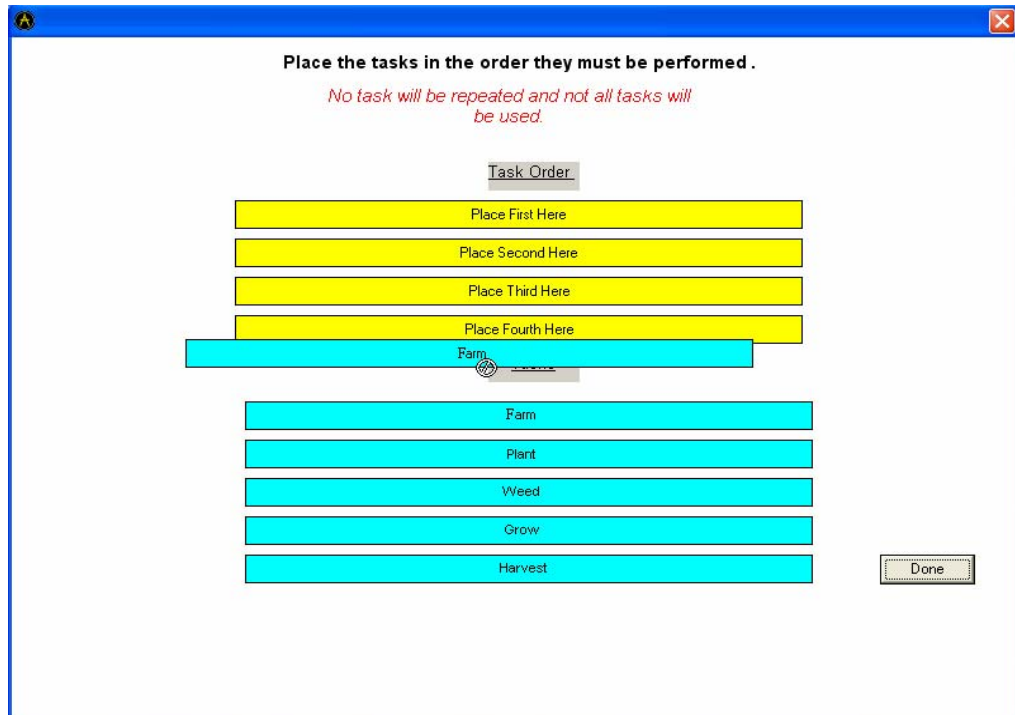 Place the tasks in the order they must be performed .
No task will be repeated and not all tasks will
be used.
Task Order
Place First Here
Place Second Here
Place Third Here
Place Fourth Here
Farm
Farm
Plant
Weed
Grow
Harvest
Done